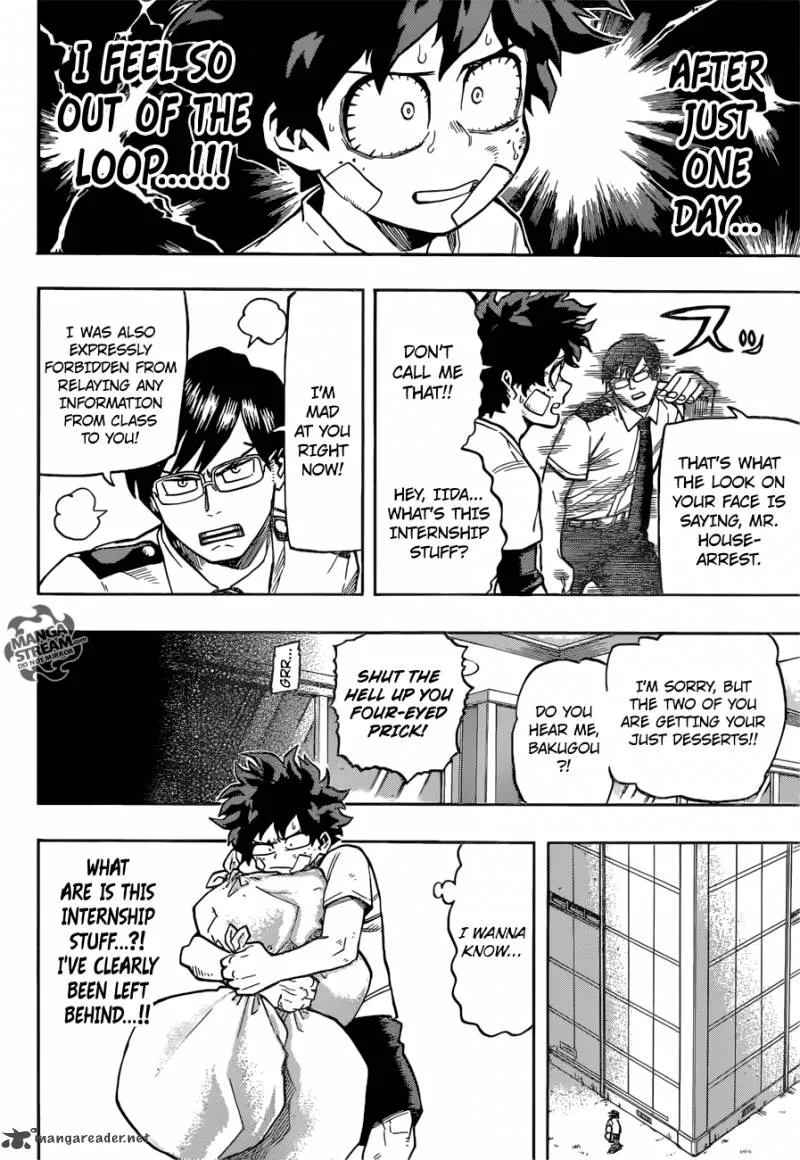 AFTER
JUST
ONE
DAY...
I FEEL SO
OUT OF THE
LOOP...!!!
スッ
THAT'S WHAT
THE LOOK ON
YOUR FACE IS
SAYING, MR.
HOUSE-
ARREST.
DON'T
CALL ME
THAT!!
HEY, IIDA...
WHAT'S THIS
INTERNSHIP
STUFF?
I'M
MAD
AT YOU
RIGHT
NOW!
I WAS ALSO
EXPRESSLY
FORBIDDEN FROM
RELAYING ANY
INFORMATION
FROM CLASS
TO YOU!
I'M SORRY, BUT
THE TWO OF YOU
ARE GETTING YOUR
JUST DESSERTS!!
DO YOU
HEAR ME,
BAKUGOU
?!
SHUT THE
HELL UP YOU
FOUR-EYED
PRICK!
GRR...
I WANNA
KNOW...
WHAT
ARE IS THIS
INTERNSHIP
STUFF...?!
I'VE CLEARLY
BEEN LEFT
BEHIND...!!
MANGA
STREAM.com
DO NOT MIRROR
mangareader.net